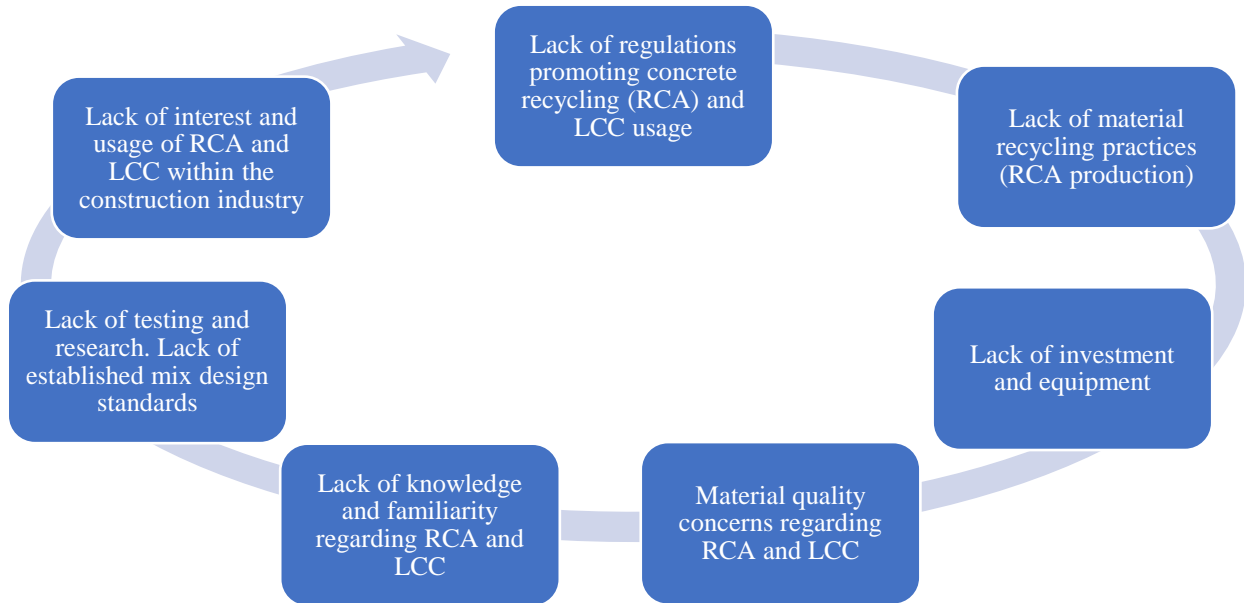 Lack of regulations
promoting concrete
recycling (RCA) and
LCC usage
Lack of material
recycling practices
(RCA production)
Lack of investment
and equipment
Material quality
concerns regarding
RCA and LCC
Lack of knowledge
and familiarity
regarding RCA and
LCC
Lack of testing and
research. Lack of
established mix design
standards
Lack of interest and
usage of RCA and
LCC within the
construction industry